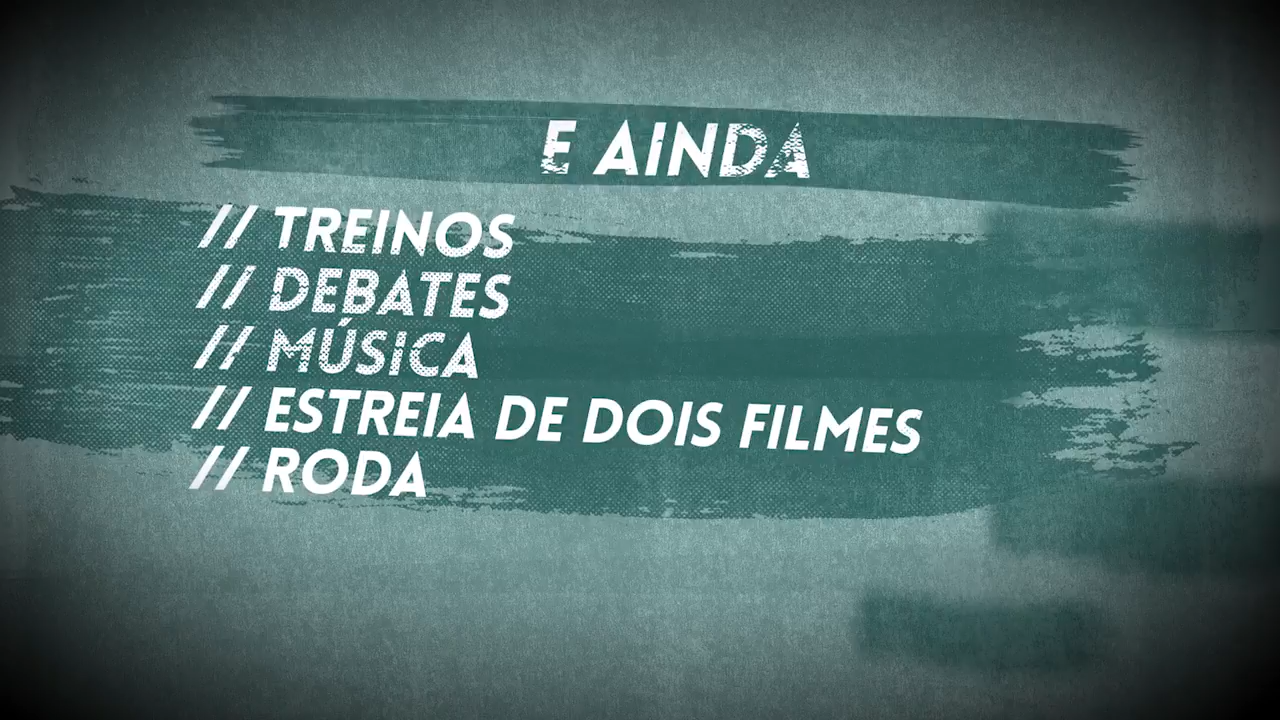 E AINDA
// TREINOS
// DEBATES
// MÚSICA
// ESTREIA DE DOIS FILMES
// RODA